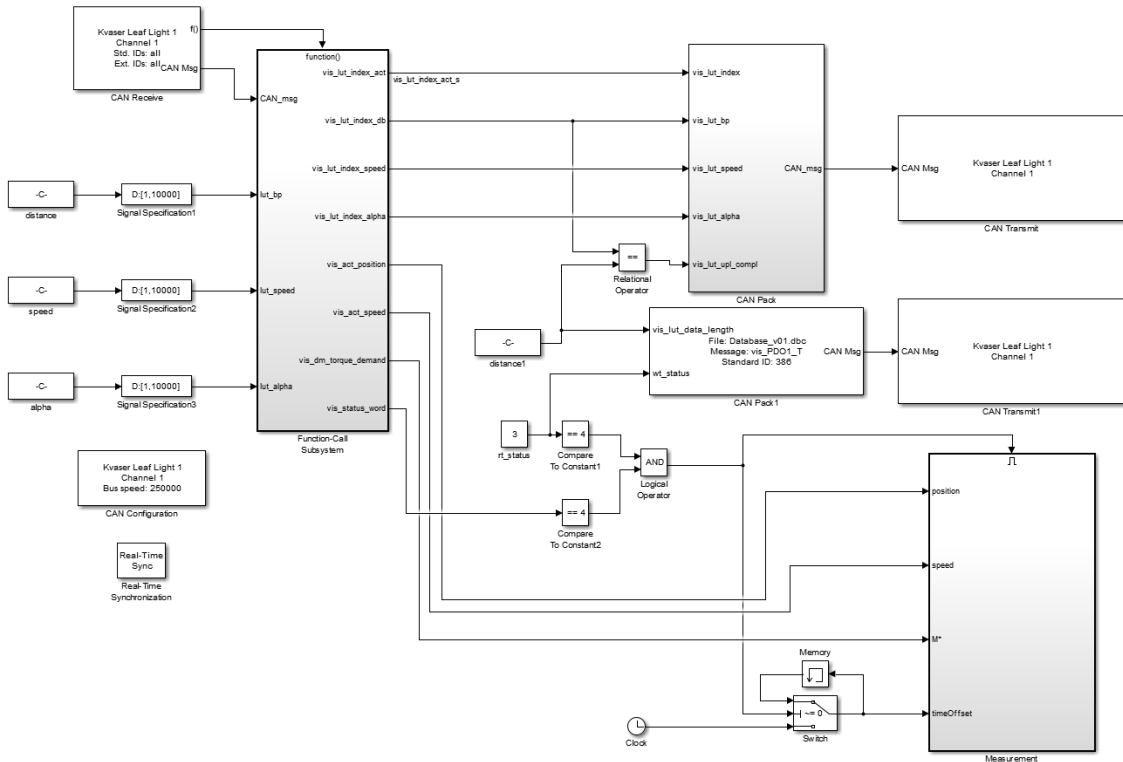 Kvaser Leaf Light 1
Channel 1
Std. IDs: all
Ext. IDs: all
f()
CAN Msg
CAN Receive
function()
CAN_msg
lut_bp
lut_speed
lut_alpha
vis_lut_index_act
vis_lut_index_db
vis_lut_index_speed
vis_lut_index_alpha
vis_act_position
vis_act_speed
vis_dm_torque_demand
vis_status_word
Function-Call
Subsystem
vis_lut_index_act_s
-C-
distance
D:[1,10000]
Signal Specification1
-C-
speed
D:[1,10000]
Signal Specification2
-C-
alpha
D:[1,10000]
Signal Specification3
Kvaser Leaf Light 1
Channel 1
Bus speed: 250000
CAN Configuration
Real-Time
Sync
Real-Time
Synchronization
vis_lut_index
vis_lut_bp
vis_lut_speed
vis_lut_alpha
vis_lut_upl_compl
CAN_msg
CAN Pack
==
Relational
Operator
CAN Msg
Kvaser Leaf Light 1
Channel 1
CAN Transmit
-C-
distance1
vis_lut_data_length
wt_status
File: Database_v01.dbc
Message: vis_PDO1_T
Standard ID: 386
CAN Msg
CAN Pack1
CAN Msg
Kvaser Leaf Light 1
Channel 1
CAN Transmit1
3
rt_status
== 4
Compare
To Constant1
AND
Logical
Operator
== 4
Compare
To Constant2
position
speed
M*
timeOffset
Measurement
Memory
~= 0
Switch
Clock